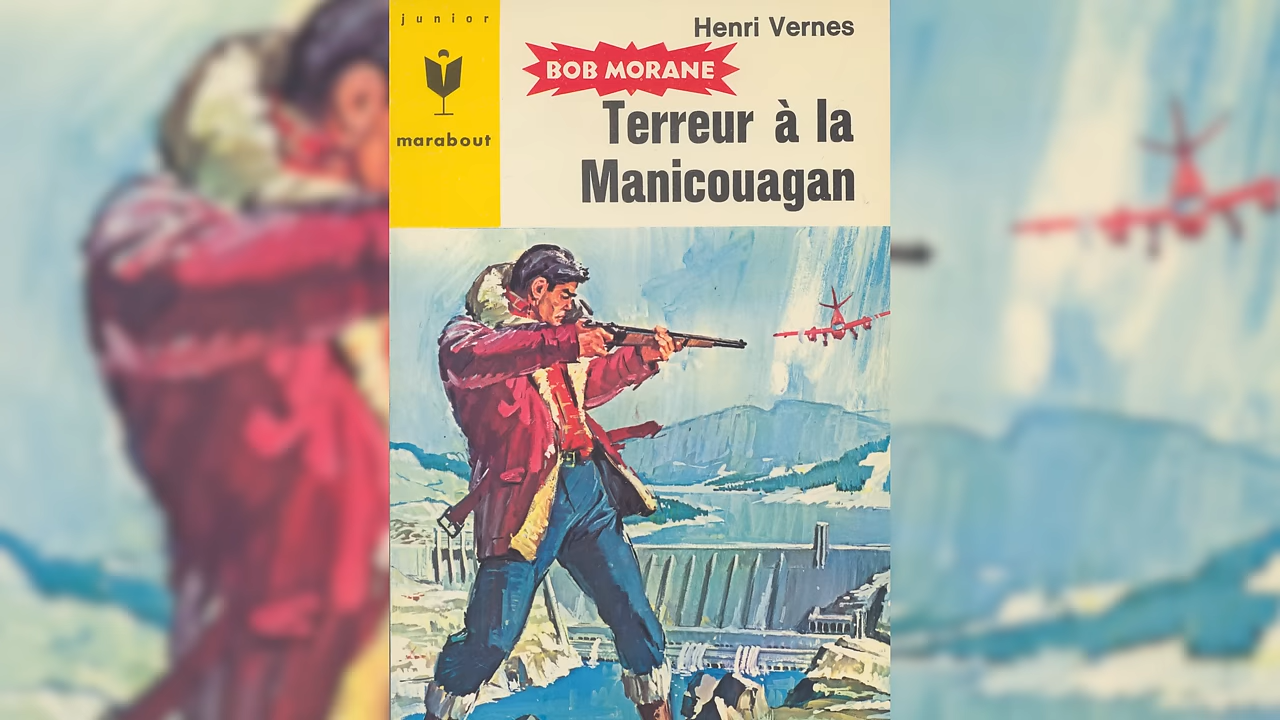 junior
marabout
Henri Vernes
BOB MORANE
Terreur à la
Manicouagan